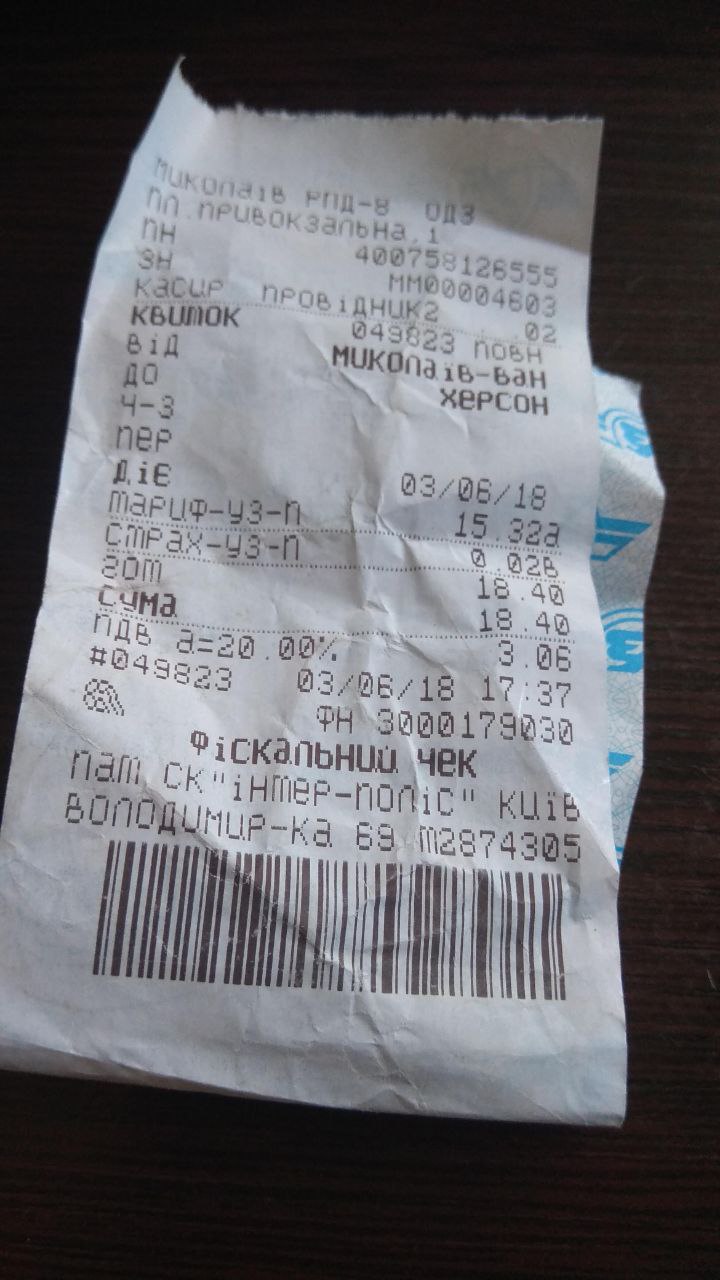 Миколаїв РПД-8 ОДЗ
пл.Привокзальна,1
ПН 400758126555
ЗН ММ00004603
Касир Провідник2 02
Квиток 049823 Повн
Від Миколаїв-Ван
До Херсон
Ч-З
Пер
Діє 03/06/18
Тариф-УЗ-П 15.32а
Страх-УЗ-П 0.02в
Гот 18.40
Сума 18.40
ПДВ а=20.00% 3.06
#049823 03/06/18 17:37
ФН 3000179030
Фіскальний чек
ПАТ СК"Інтер-Поліс" Київ
Володимир-ка 69 Т2874305